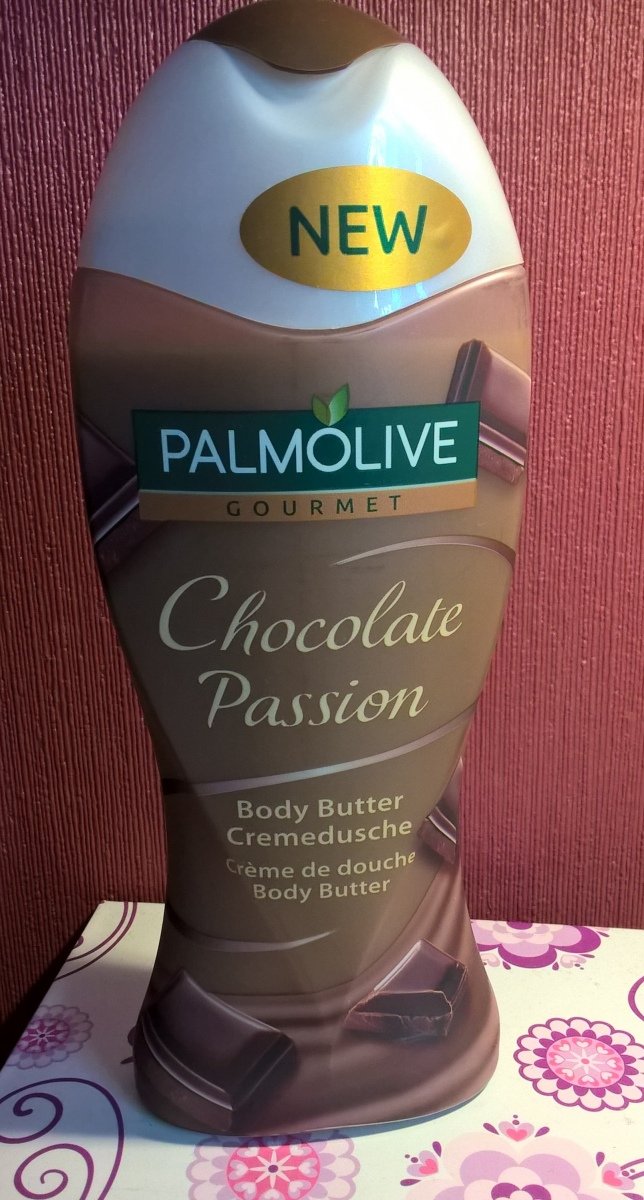 NEW
PALMOLIVE
GOURMET
Chocolate
Passion
Body Butter
Cremedusche
Crème de douche
Body Butter